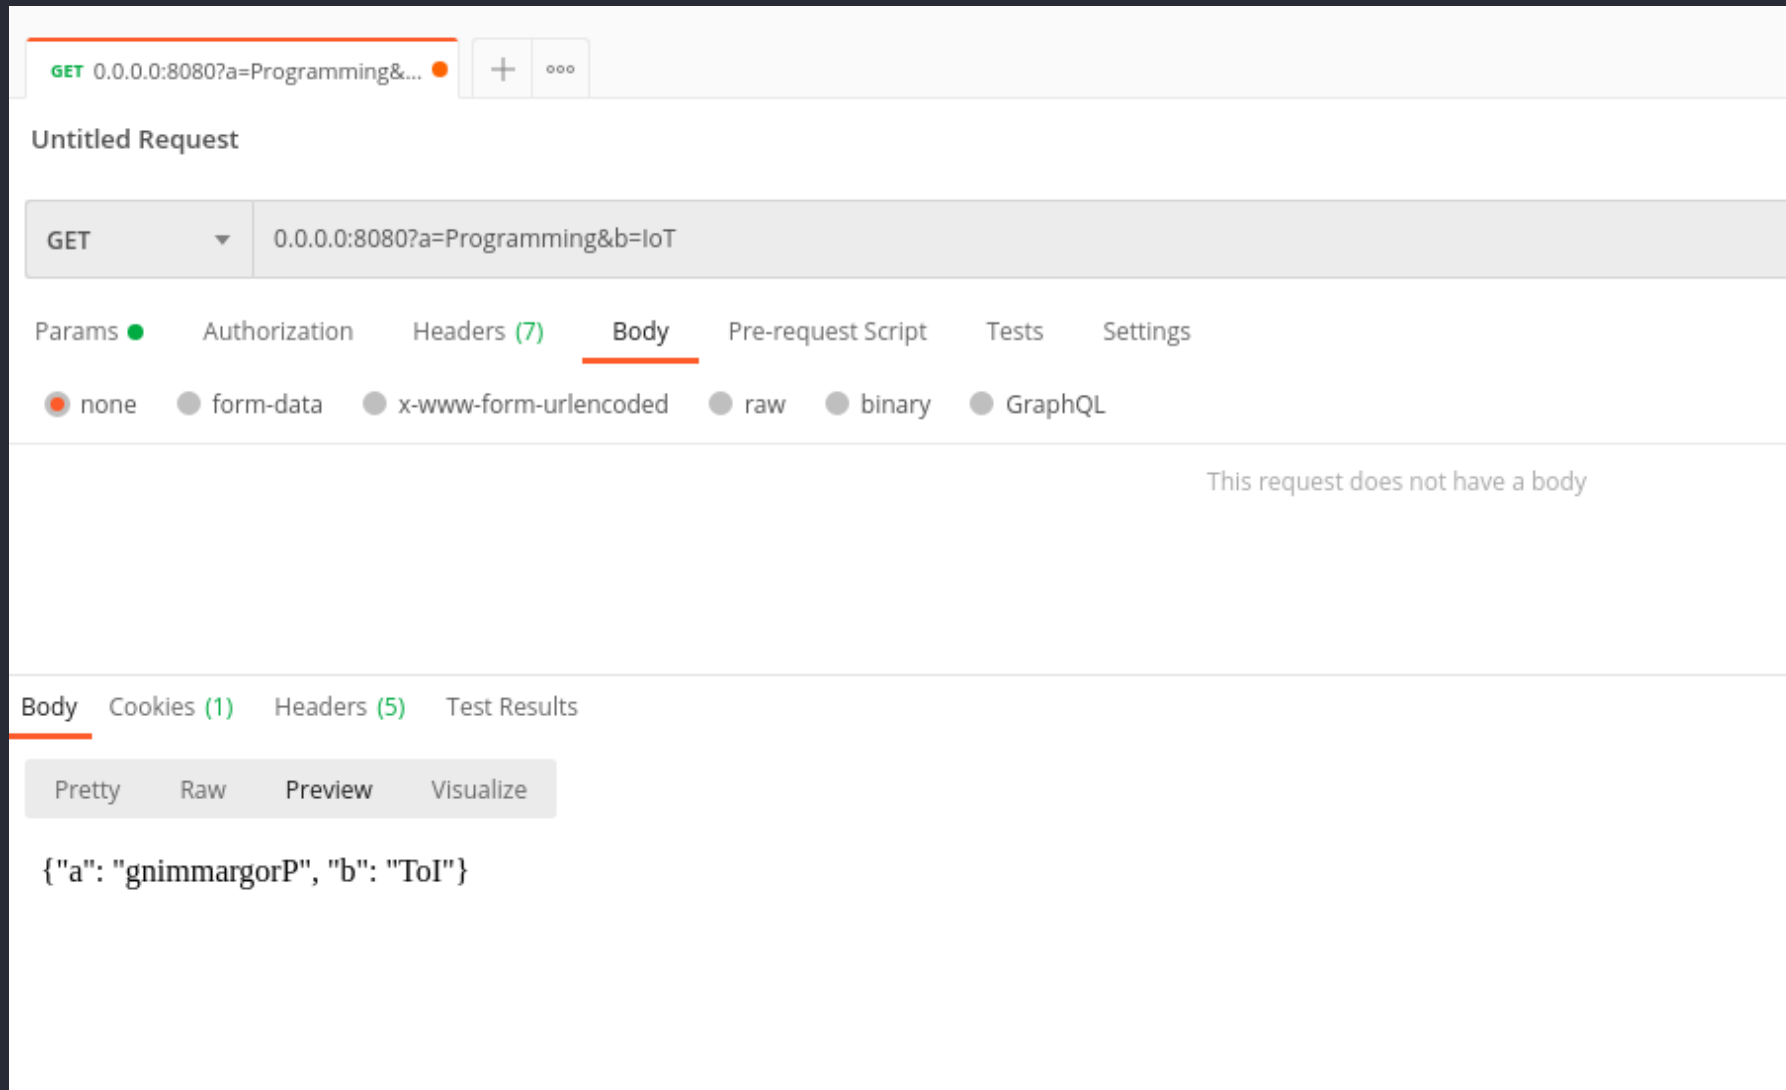 GET 0.0.0.0:8080?a=Programming&...
Untitled Request
GET 0.0.0.0:8080?a=Programming&b=IoT
Params Authorization Headers (7) Body Pre-request Script Tests Settings
none form-data x-www-form-urlencoded raw binary GraphQL
This request does not have a body
Body Cookies (1) Headers (5) Test Results
Pretty Raw Preview Visualize
{"a": "gnimmargorP", "b": "ToI"}